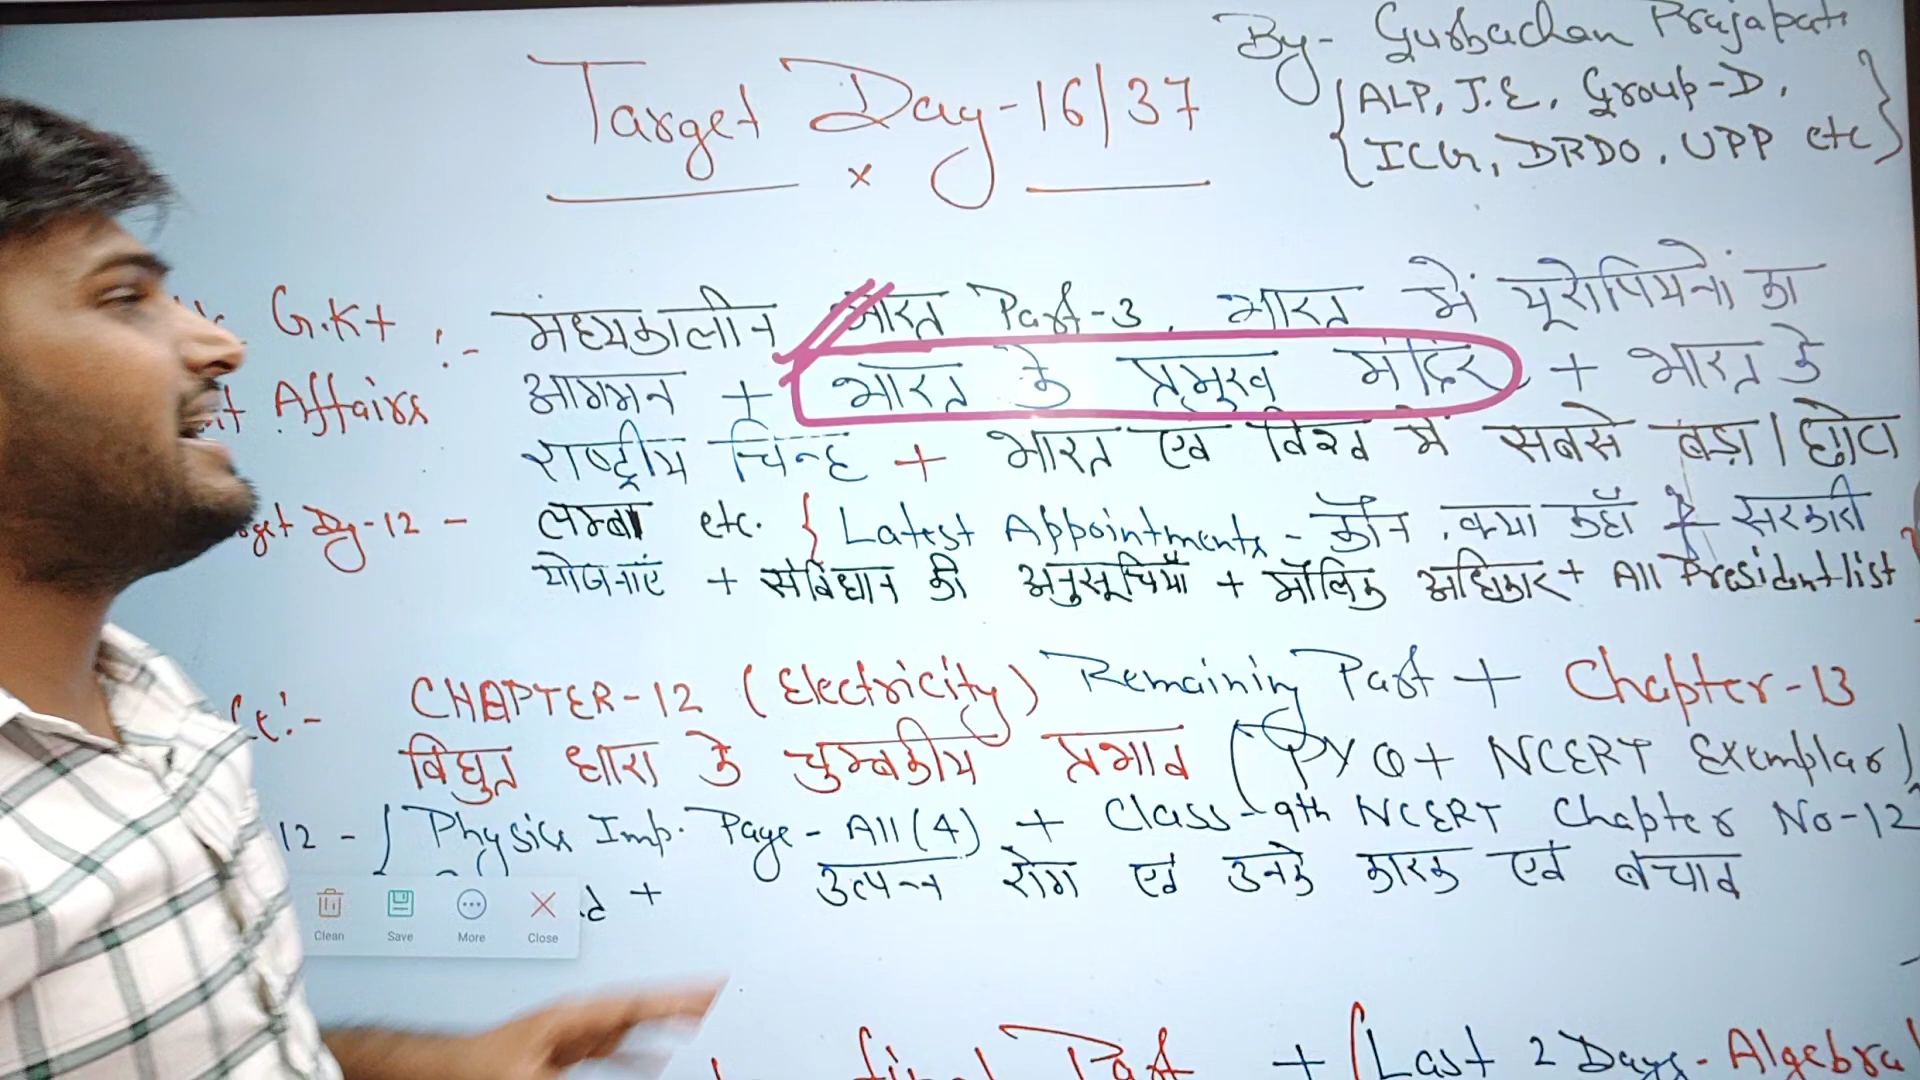 By- Gurbachan Prajapati
Target Day-16/37
{ALP, J.E, Group-D,
ICG, DRDO, UPP etc}
G.K+ :- मध्यकालीन भारत Part-3, भारत में यूरोपियनों का
Affairs आगमन + भारत के प्रमुख मंदिर + भारत के
राष्ट्रीय चिन्ह + भारत एवं विश्व में सबसे बड़ा/छोटा
Dy-12 - लम्बा etc. { Latest Appointments - कौन, क्या कहाँ सरकारी
योजनाएं + संविधान की अनुसूचियाँ + मौलिक अधिकार + All President list
CHAPTER-12 (Electricity) Remaining Part + Chapter-13
विधुत धारा के चुम्बकीय प्रभाव (PYQ+ NCERT Exemplar)
12 - { Physics Imp. Page - All (4) + Class-9th NCERT Chapter No-12
+ उत्पन्न रोग एवं उनके कारक एवं बचाव
Clean Save More Close
final Part + (Last 2 Days - Algebra